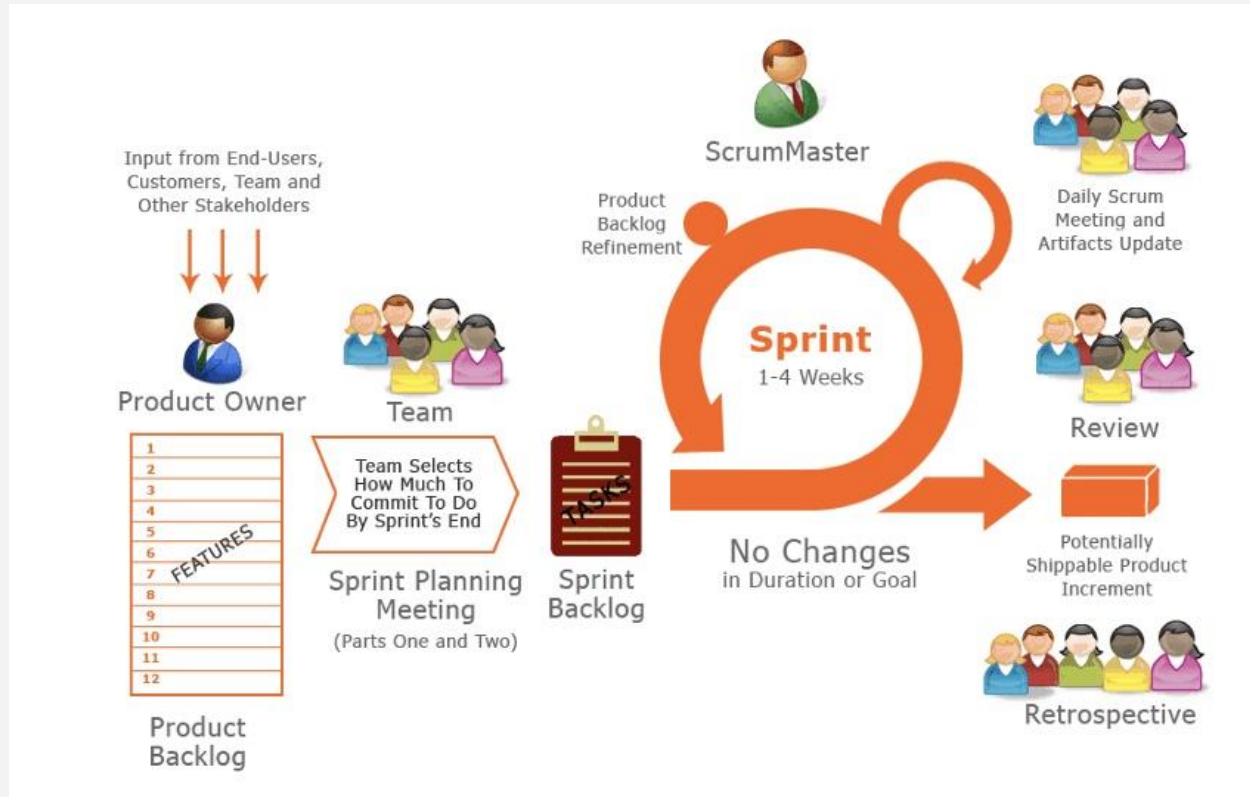 Input from End-Users,
Customers, Team and
Other Stakeholders
Product Owner
1
2
3
4
5
6
7
8
9
10
11
12
FEATURES
Product
Backlog
Team
Team Selects
How Much To
Commit To Do
By Sprint's End
Sprint Planning
Meeting
(Parts One and Two)
TASKS
Sprint
Backlog
ScrumMaster
Product
Backlog
Refinement
Sprint
1-4 Weeks
No Changes
in Duration or Goal
Daily Scrum
Meeting and
Artifacts Update
Review
Potentially
Shippable Product
Increment
Retrospective